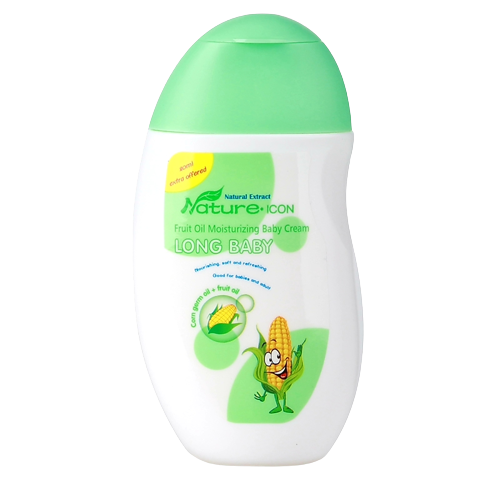 extra offered
Natural Extract
Nature·ICON
Fruit Oil Moisturizing Baby Cream
LONG BABY
Nourishing, soft and refreshing
Good for babies and adult
Corn germ oil + fruit oil